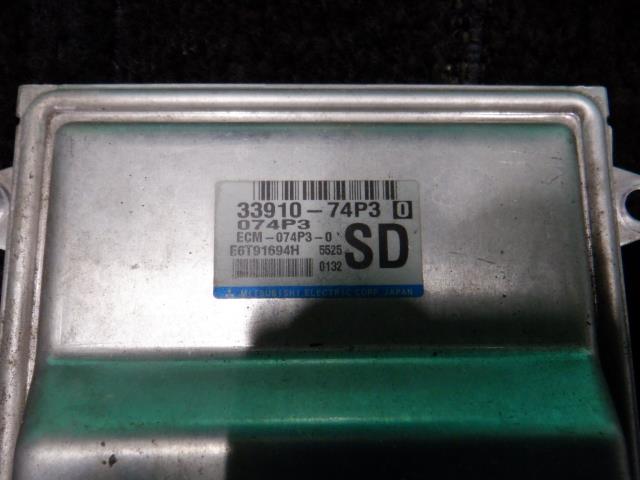 33910-74P3 0
074P3
ECM-074P3-0
E6T91694H 5525
0132
SD
MITSUBISHI ELECTRIC CORP. JAPAN